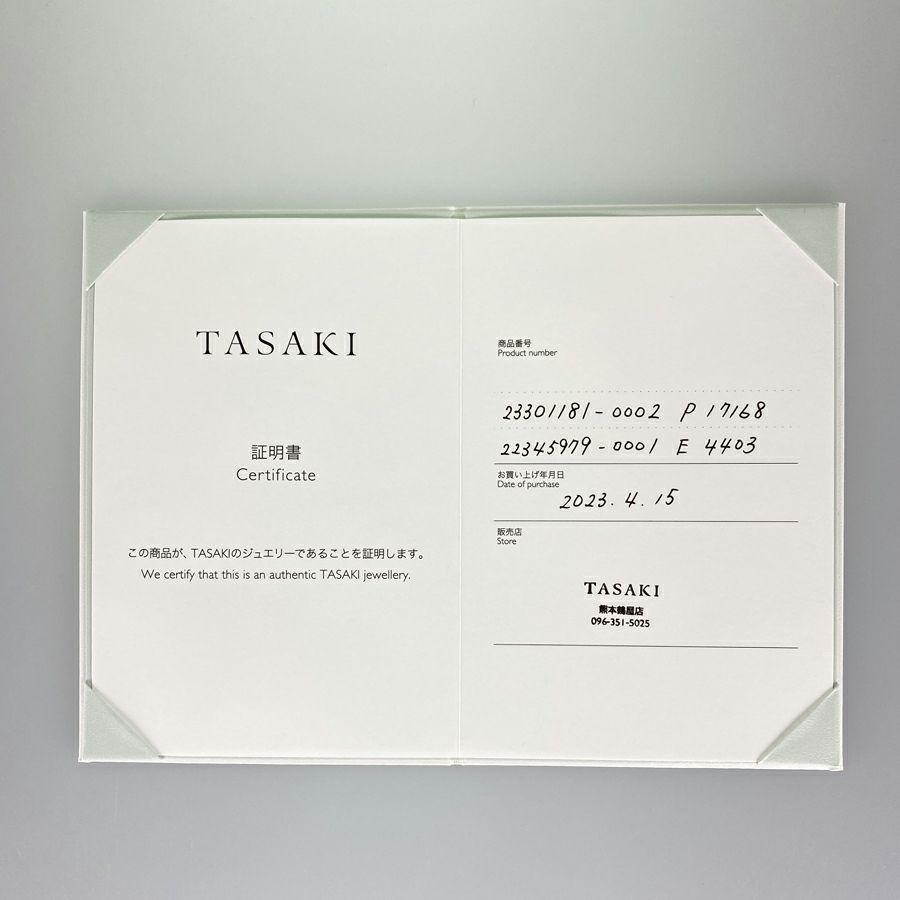 TASAKI
証明書
Certificate
この商品が、TASAKIのジュエリーであることを証明します。
We certify that this is an authentic TASAKI jewellery.
商品番号
Product number
23301181-0002 P 17168
22345979-0001 E 4403
お買い上げ年月日
Date of purchase
2023.4.15
販売店
Store
TASAKI
熊本鶴屋店
096-351-5025